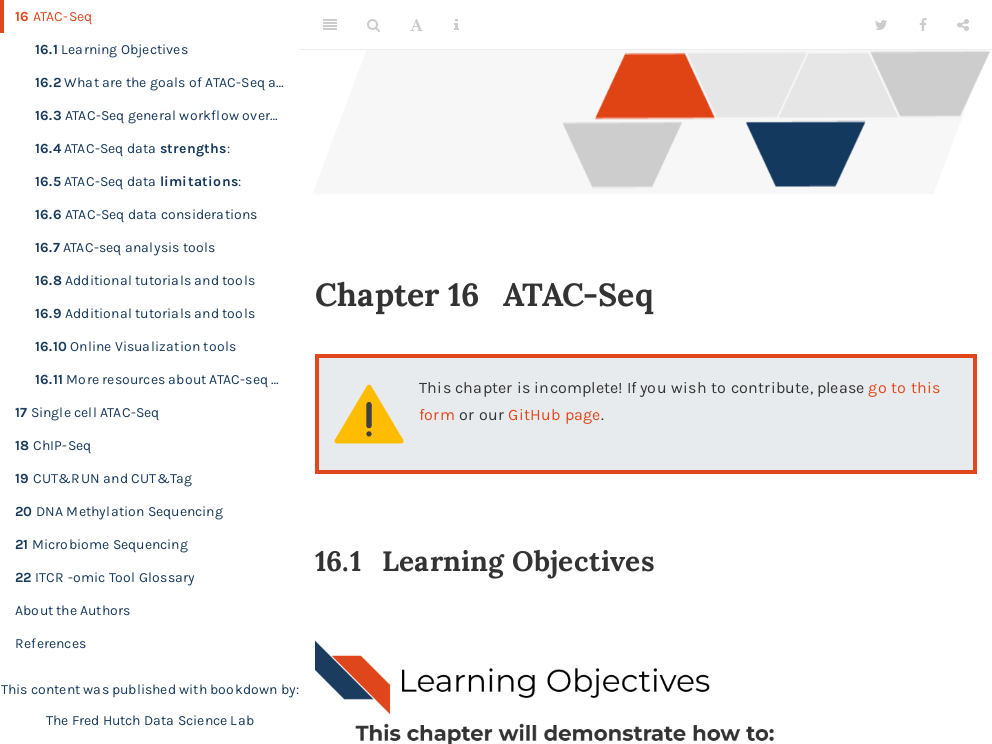 16 ATAC-Seq
16.1 Learning Objectives
16.2 What are the goals of ATAC-Seq a…
16.3 ATAC-Seq general workflow over…
16.4 ATAC-Seq data strengths:
16.5 ATAC-Seq data limitations:
16.6 ATAC-Seq data considerations
16.7 ATAC-seq analysis tools
16.8 Additional tutorials and tools
16.9 Additional tutorials and tools
16.10 Online Visualization tools
16.11 More resources about ATAC-seq …
17 Single cell ATAC-Seq
18 ChIP-Seq
19 CUT&RUN and CUT&Tag
20 DNA Methylation Sequencing
21 Microbiome Sequencing
22 ITCR -omic Tool Glossary
About the Authors
References
This content was published with bookdown by:
The Fred Hutch Data Science Lab
Chapter 16 ATAC-Seq
This chapter is incomplete! If you wish to contribute, please go to this
form or our GitHub page.
16.1 Learning Objectives
Learning Objectives
This chapter will demonstrate how to: